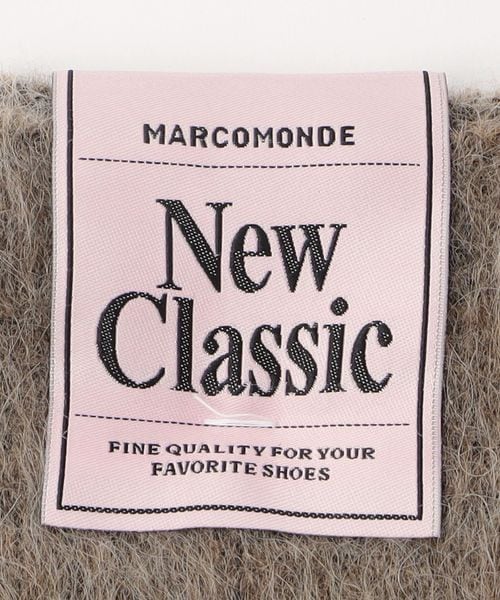 MARCOMONDE
New
Classic
FINE QUALITY FOR YOUR
FAVORITE SHOES